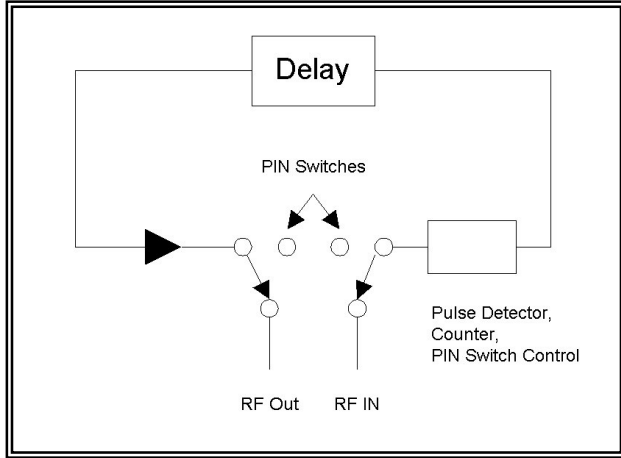 Delay
PIN Switches
Pulse Detector,
Counter,
PIN Switch Control
RF Out
RF IN